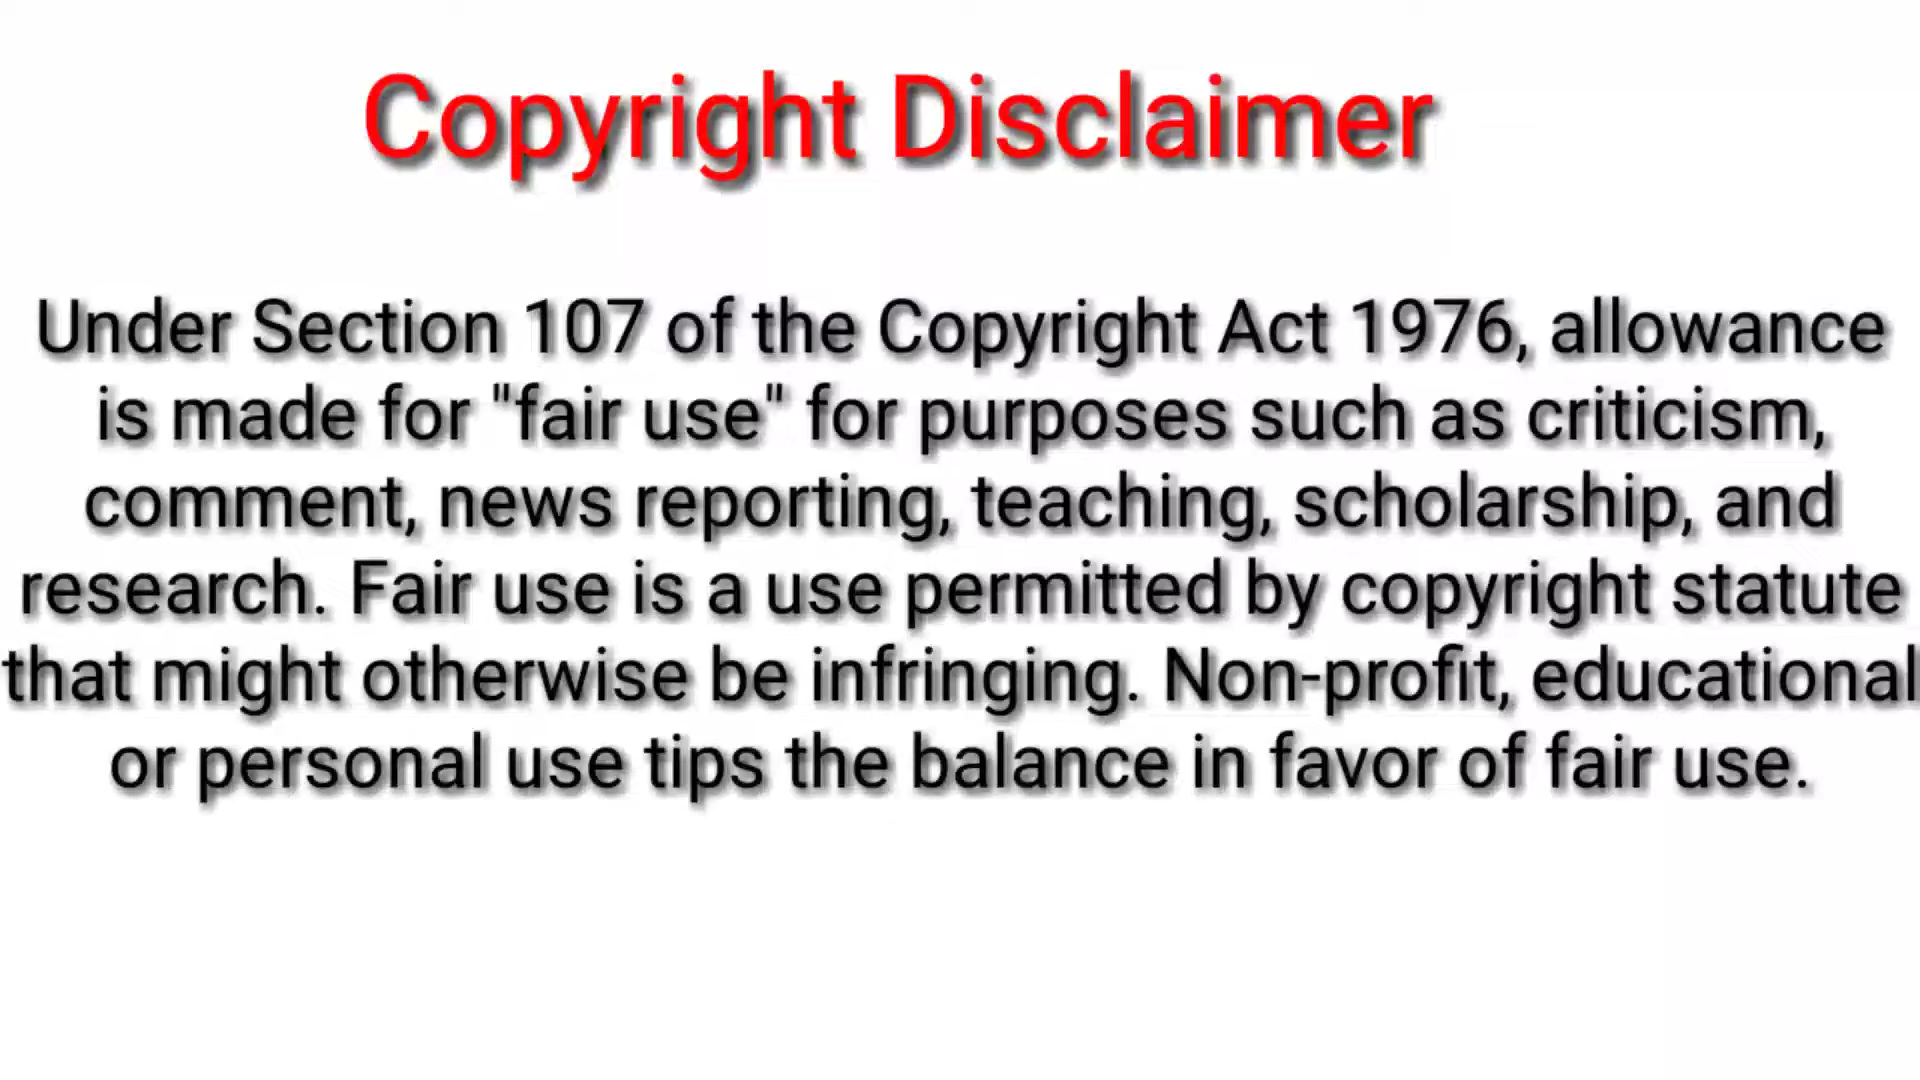 Copyright Disclaimer
Under Section 107 of the Copyright Act 1976, allowance
is made for "fair use" for purposes such as criticism,
comment, news reporting, teaching, scholarship, and
research. Fair use is a use permitted by copyright statute
that might otherwise be infringing. Non-profit, educational
or personal use tips the balance in favor of fair use.